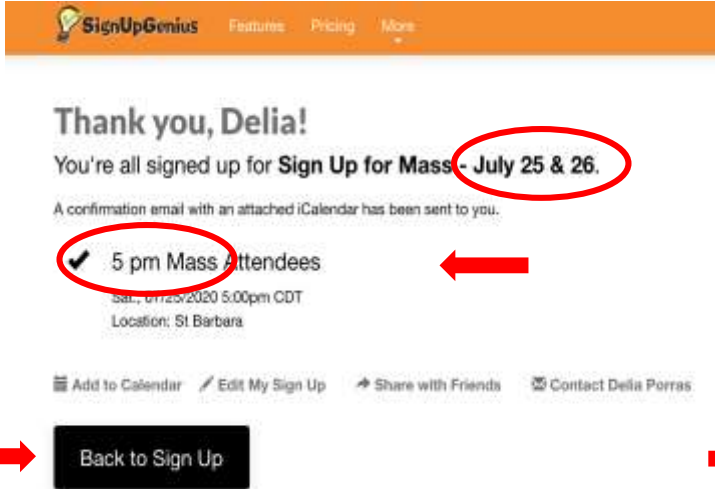 SignUpGenius Features Pricing More
Thank you, Delia!
You're all signed up for Sign Up for Mass - July 25 & 26.
A confirmation email with an attached iCalendar has been sent to you.
5 pm Mass Attendees
Sat., 07/25/2020 5:00pm CDT
Location: St Barbara
Add to Calendar Edit My Sign Up Share with Friends Contact Delia Porras
Back to Sign Up